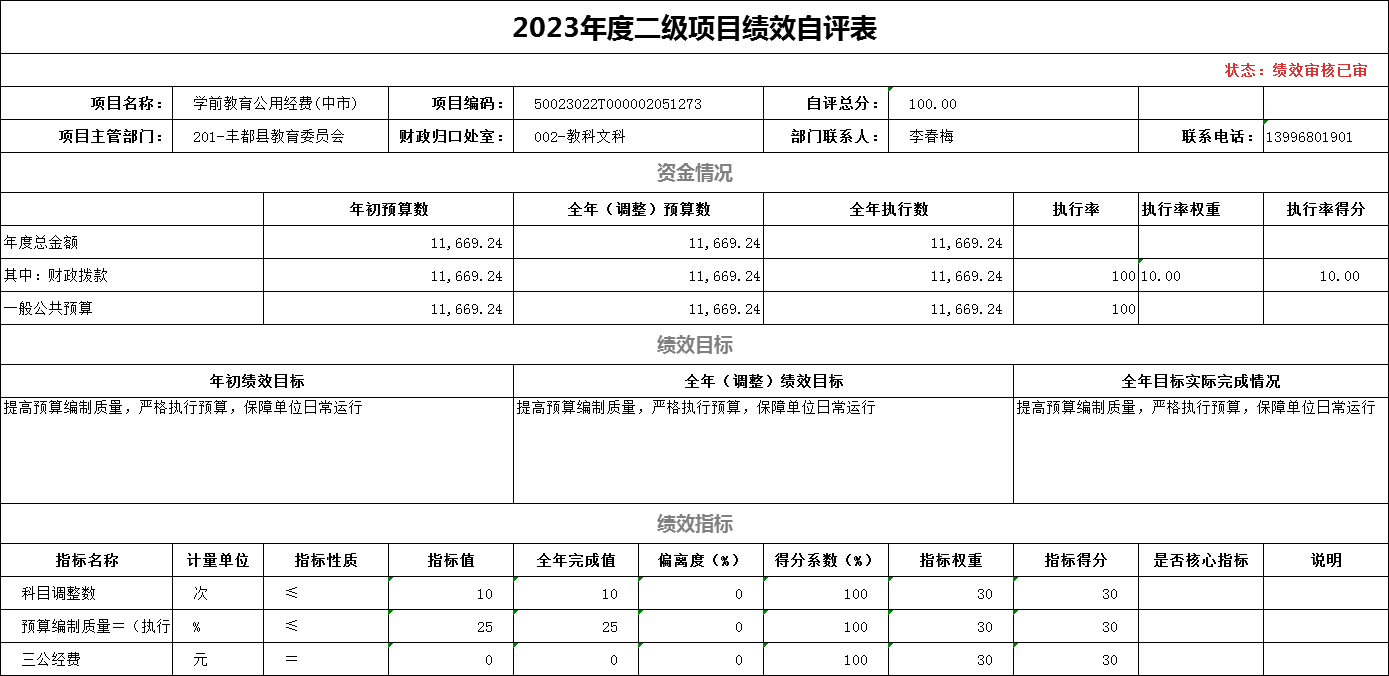 2023年度二级项目绩效自评表
状态：绩效审核已审
项目名称： 学前教育公用经费(中市) 项目编码： 50023022T000002051273 自评总分： 100.00
项目主管部门： 201-丰都县教育委员会 财政归口处室： 002-教科文科 部门联系人： 李春梅 联系电话： 13996801901
资金情况
年初预算数 全年（调整）预算数 全年执行数 执行率 执行率权重 执行率得分
年度总金额 11,669.24 11,669.24 11,669.24
其中：财政拨款 11,669.24 11,669.24 11,669.24 100 10.00 10.00
一般公共预算 11,669.24 11,669.24 11,669.24 100
绩效目标
年初绩效目标 全年（调整）绩效目标 全年目标实际完成情况
提高预算编制质量，严格执行预算，保障单位日常运行 提高预算编制质量，严格执行预算，保障单位日常运行 提高预算编制质量，严格执行预算，保障单位日常运行
绩效指标
指标名称 计量单位 指标性质 指标值 全年完成值 偏离度（%） 得分系数（%） 指标权重 指标得分 是否核心指标 说明
科目调整数 次 ≤ 10 10 0 100 30 30
预算编制质量＝（执行 % ≤ 25 25 0 100 30 30
三公经费 元 ＝ 0 0 0 100 30 30